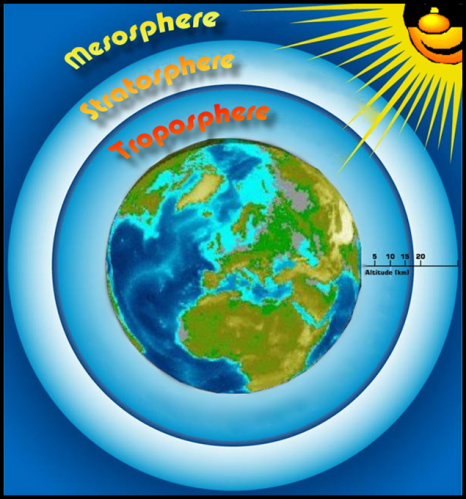 Mesosphere
Stratosphere
Troposphere
5 10 15 20
Altitude (km)